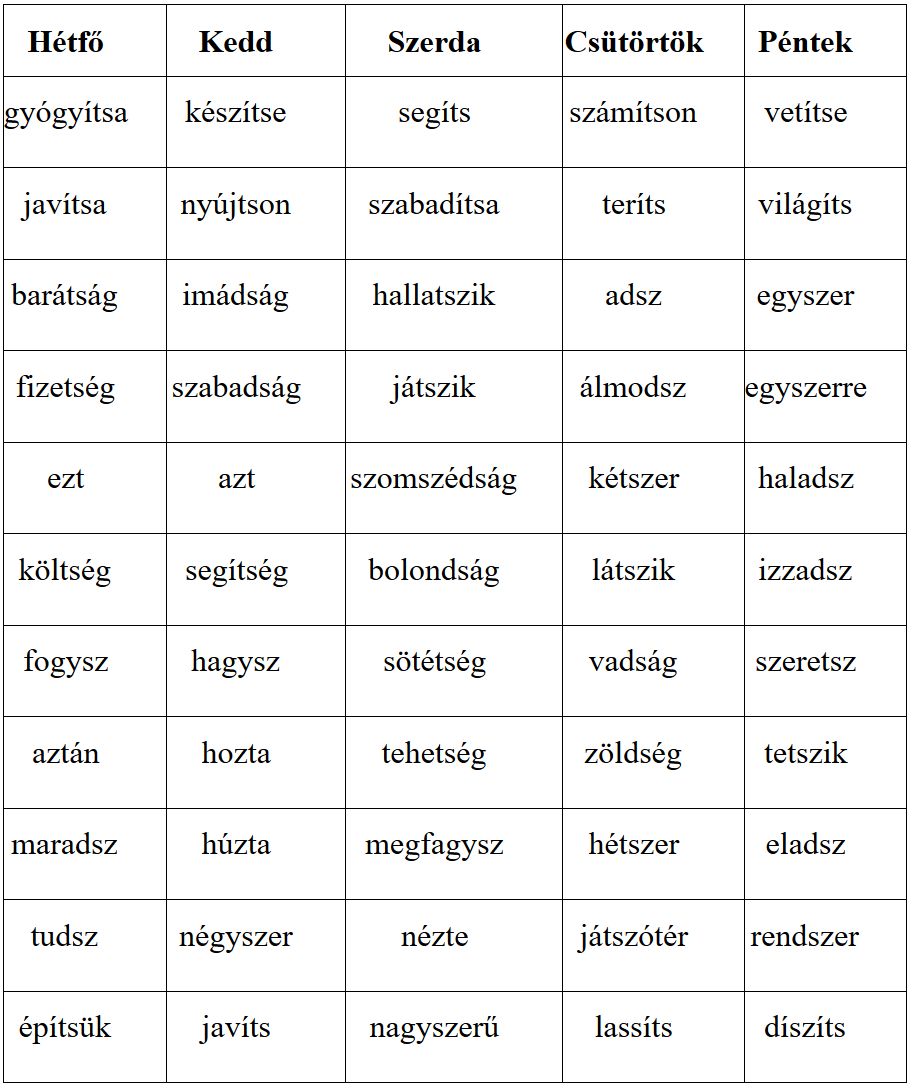 Hétfő Kedd Szerda Csütörtök Péntek
gyógyítsa készítse segíts számítson vetítse
javítsa nyújtson szabadítsa teríts világíts
barátság imádság hallatszik adsz egyszer
fizetség szabadság játszik álmodsz egyszerre
ezt azt szomszédság kétszer haladsz
költség segítség bolondság látszik izzadsz
fogysz hagysz sötétség vadság szeretsz
aztán hozta tehetség zöldség tetszik
maradsz húzta megfagysz hétszer eladsz
tudsz négyszer nézte játszótér rendszer
építsük javíts nagyszerű lassíts díszíts